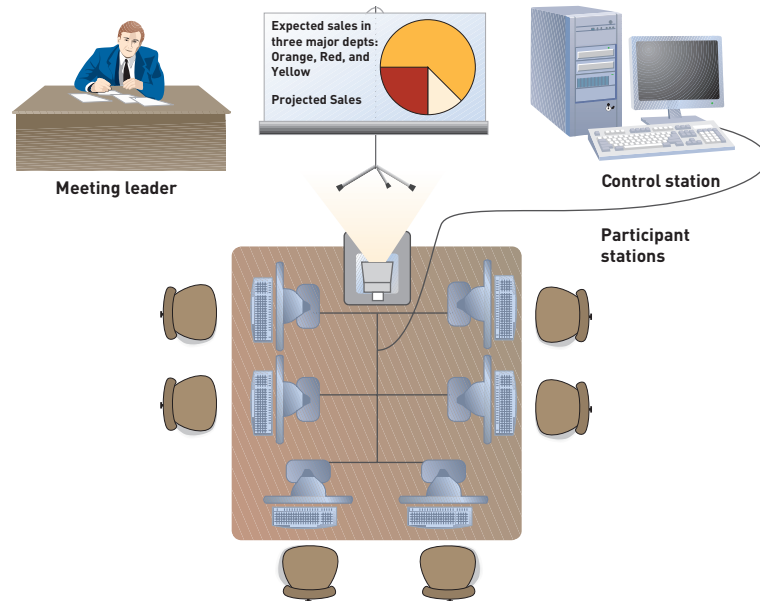 Expected sales in
three major depts:
Orange, Red, and
Yellow
Projected Sales
Meeting leader
Control station
Participant
stations